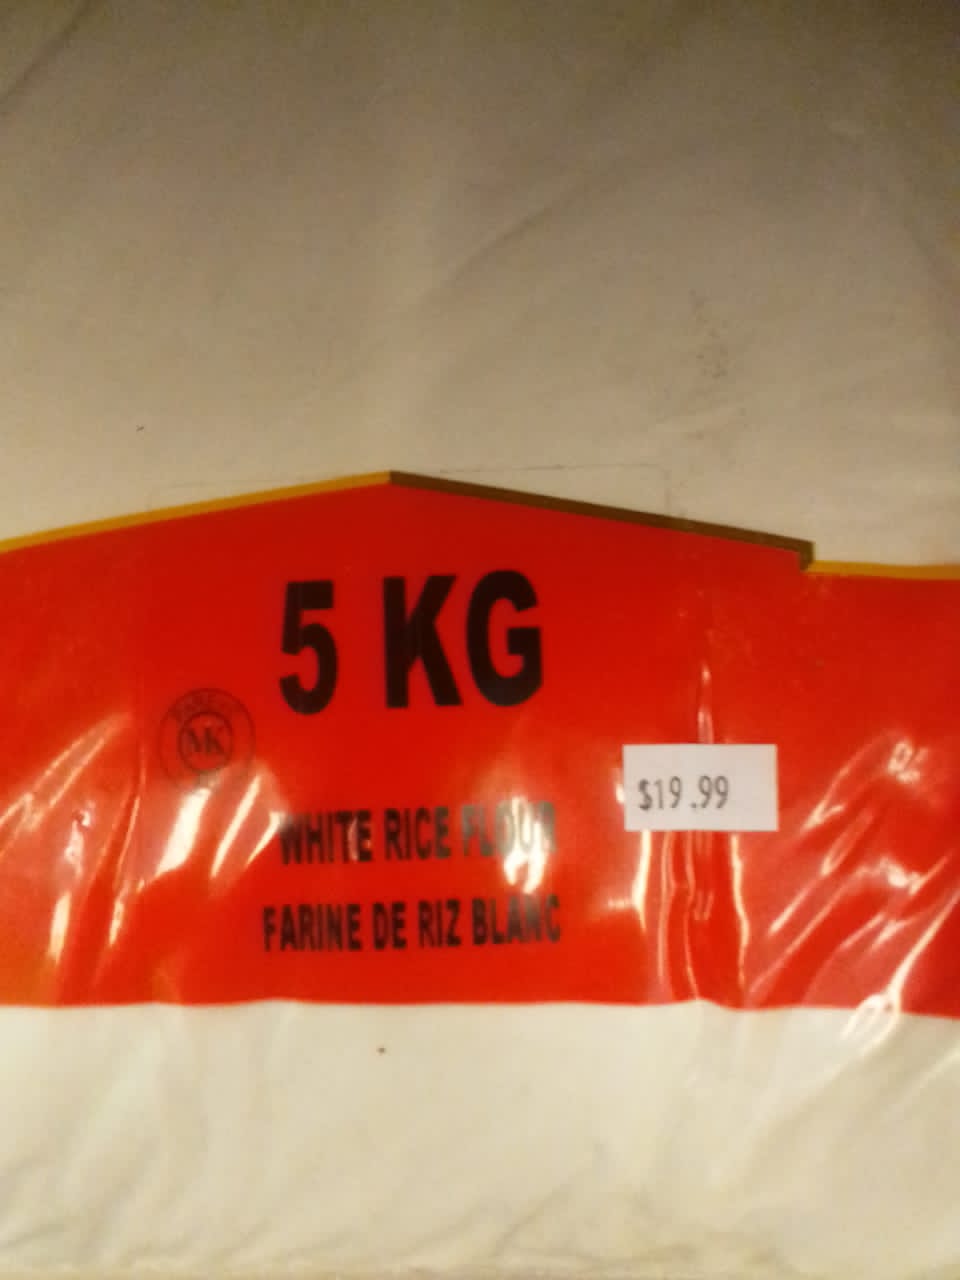 5 KG
MK
WHITE RICE FLOUR
$19.99
FARINE DE RIZ BLANC